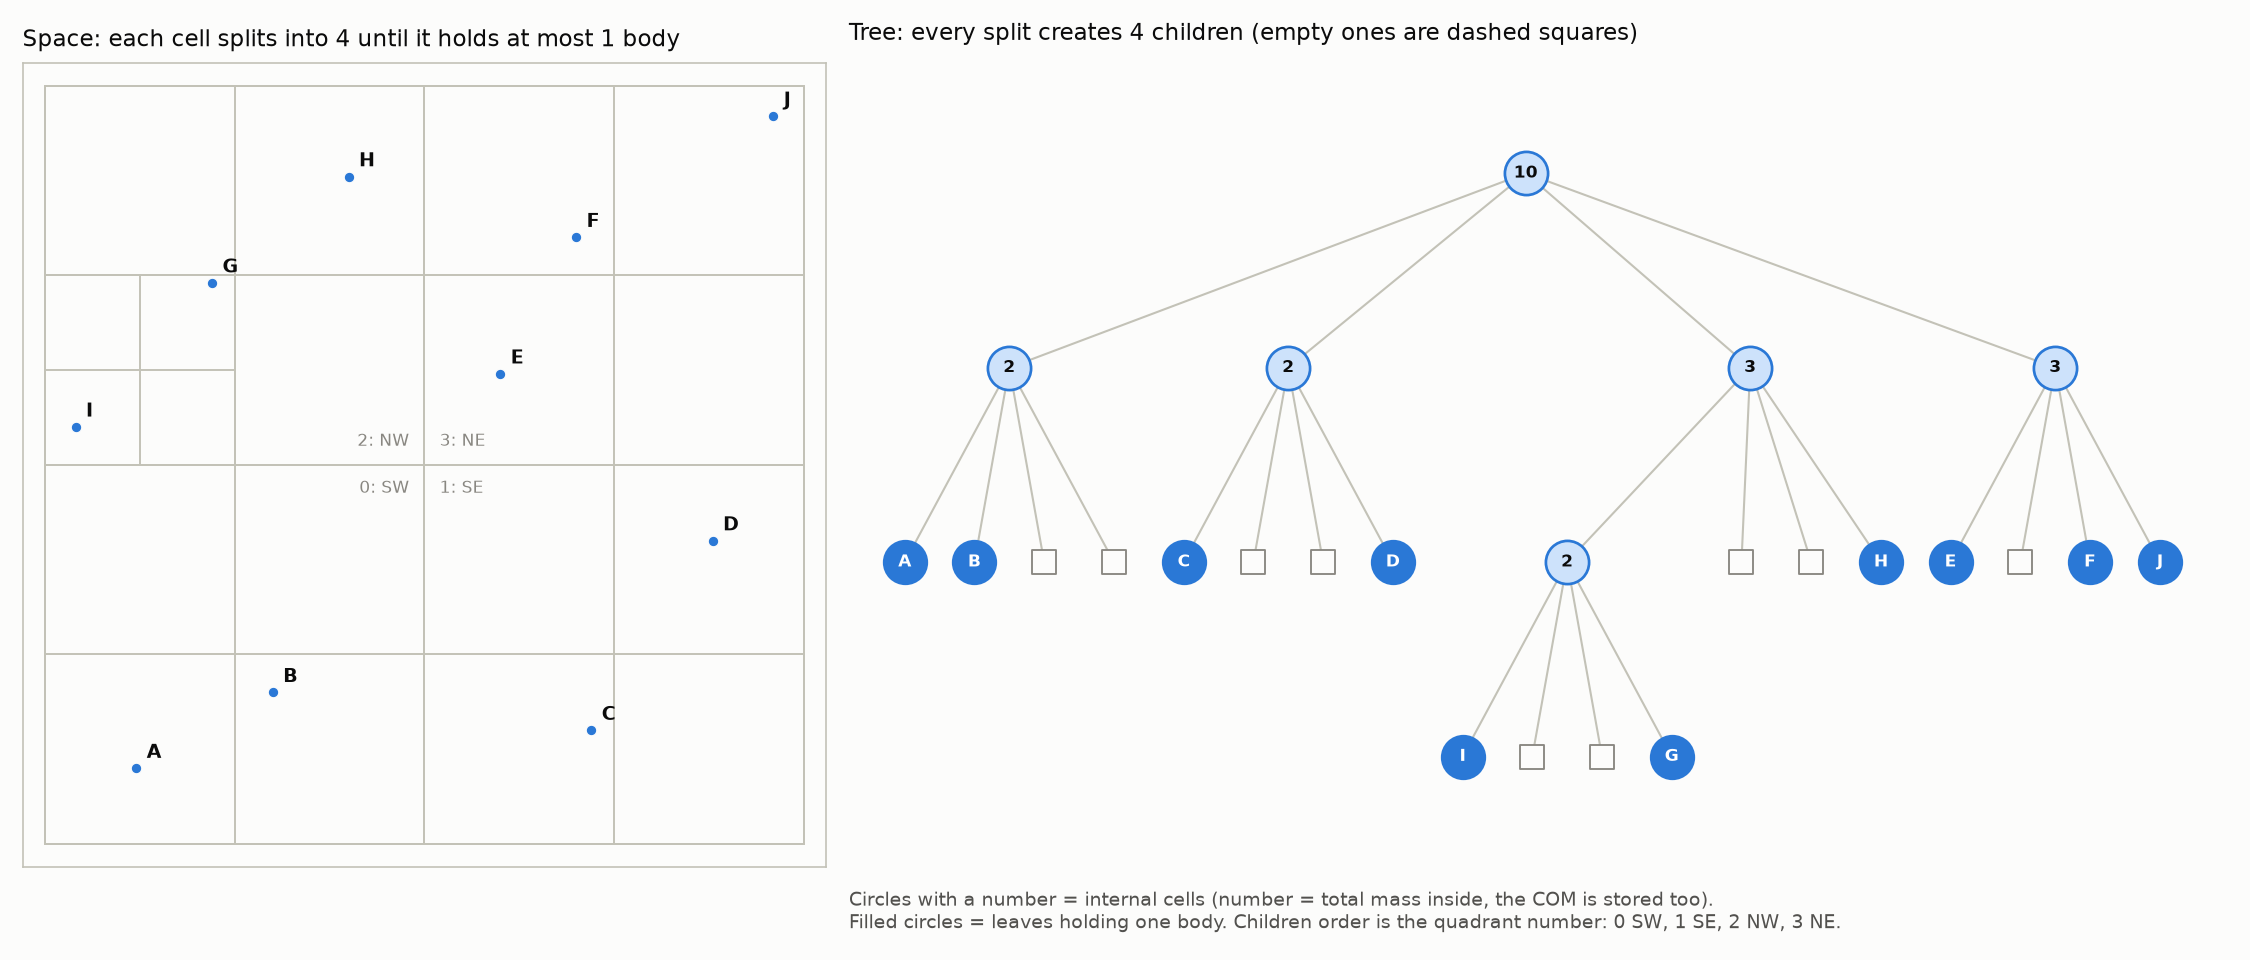 Space: each cell splits into 4 until it holds at most 1 body
J
H
F
G
E
I
2: NW
3: NE
0: SW
1: SE
D
B
C
A
Tree: every split creates 4 children (empty ones are dashed squares)
10
2
2
3
3
A
B
C
D
2
H
E
F
J
I
G
Circles with a number = internal cells (number = total mass inside, the COM is stored too).
Filled circles = leaves holding one body. Children order is the quadrant number: 0 SW, 1 SE, 2 NW, 3 NE.